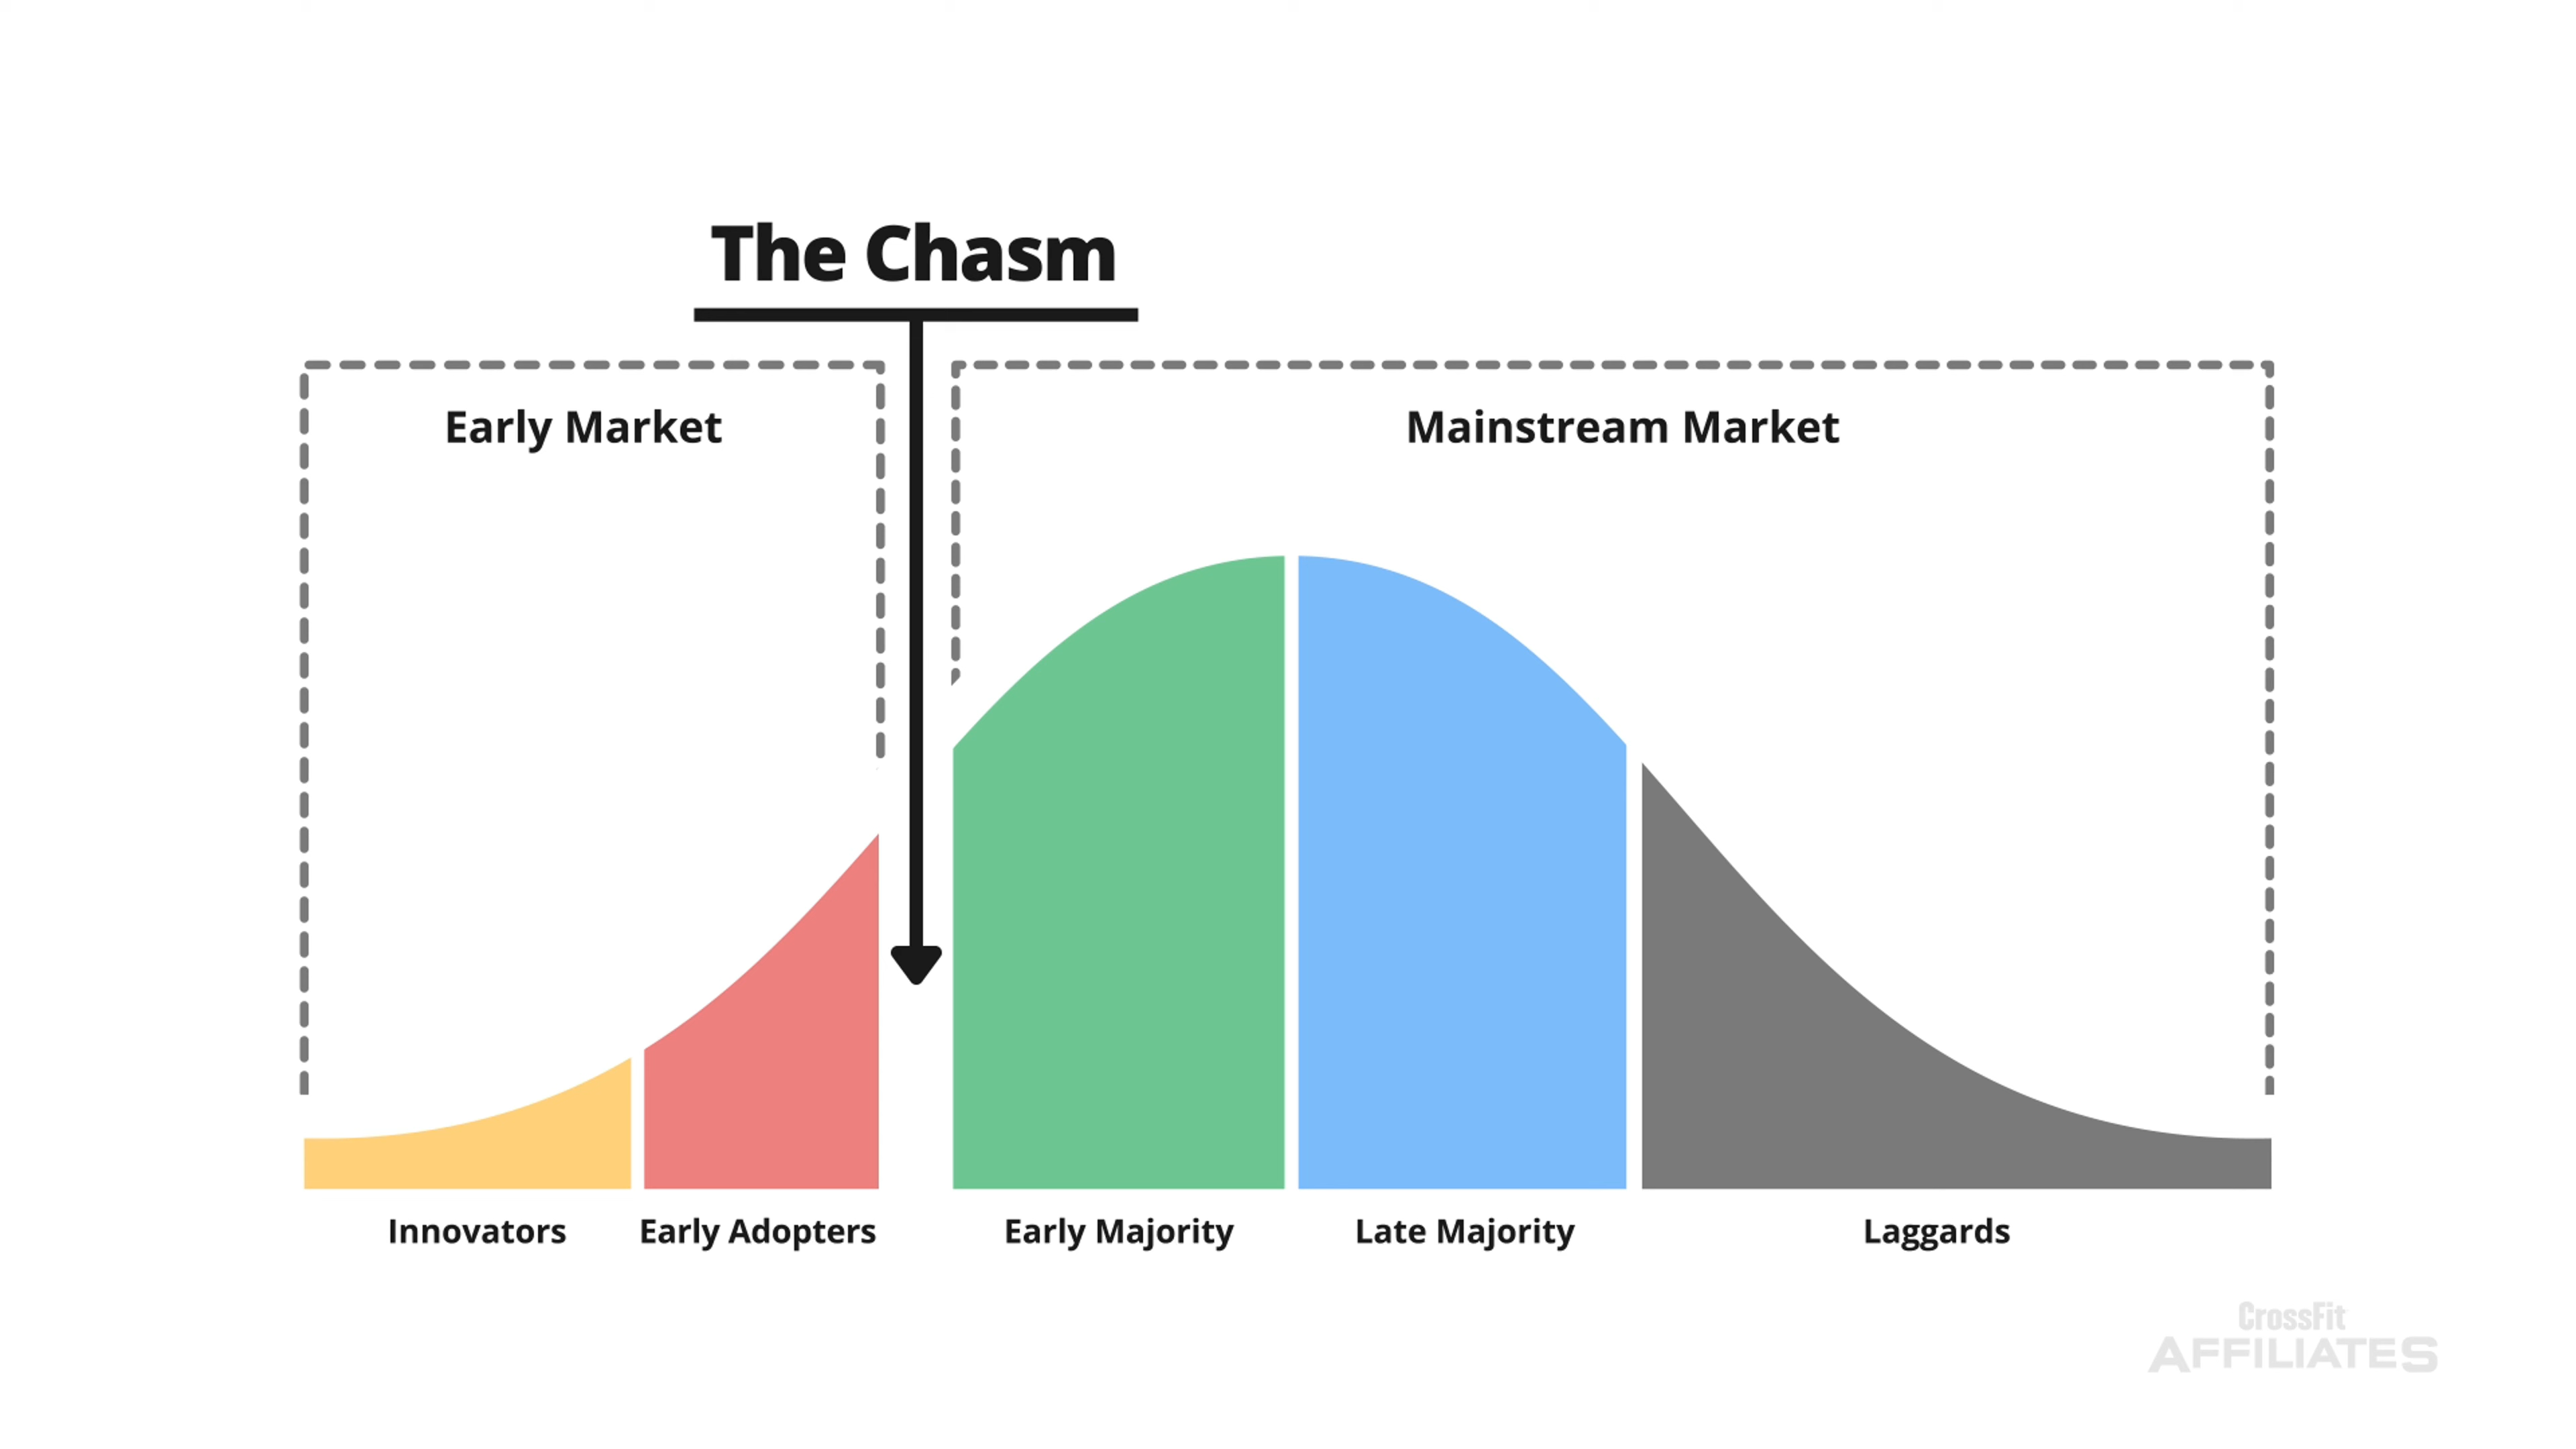 The Chasm
Early Market
Mainstream Market
Innovators
Early Adopters
Early Majority
Late Majority
Laggards
CrossFit
AFFILIATES